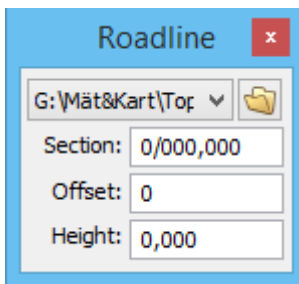 Roadline
G:\Mät&Kart\Top
Section: 0/000,000
Offset: 0
Height: 0,000